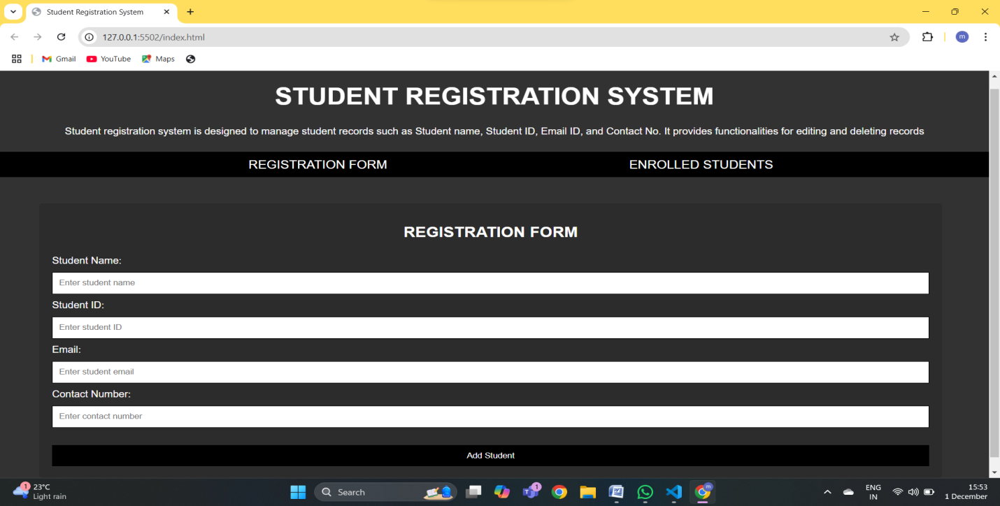 Student Registration System
127.0.0.1:5502/index.html
m
Gmail
YouTube
Maps
STUDENT REGISTRATION SYSTEM
Student registration system is designed to manage student records such as Student name, Student ID, Email ID, and Contact No. It provides functionalities for editing and deleting records
REGISTRATION FORM
ENROLLED STUDENTS
REGISTRATION FORM
Student Name:
Enter student name
Student ID:
Enter student ID
Email:
Enter student email
Contact Number:
Enter contact number
Add Student
1
23°C
Light rain
Search
1
m
ENG
IN
15:53
1 December